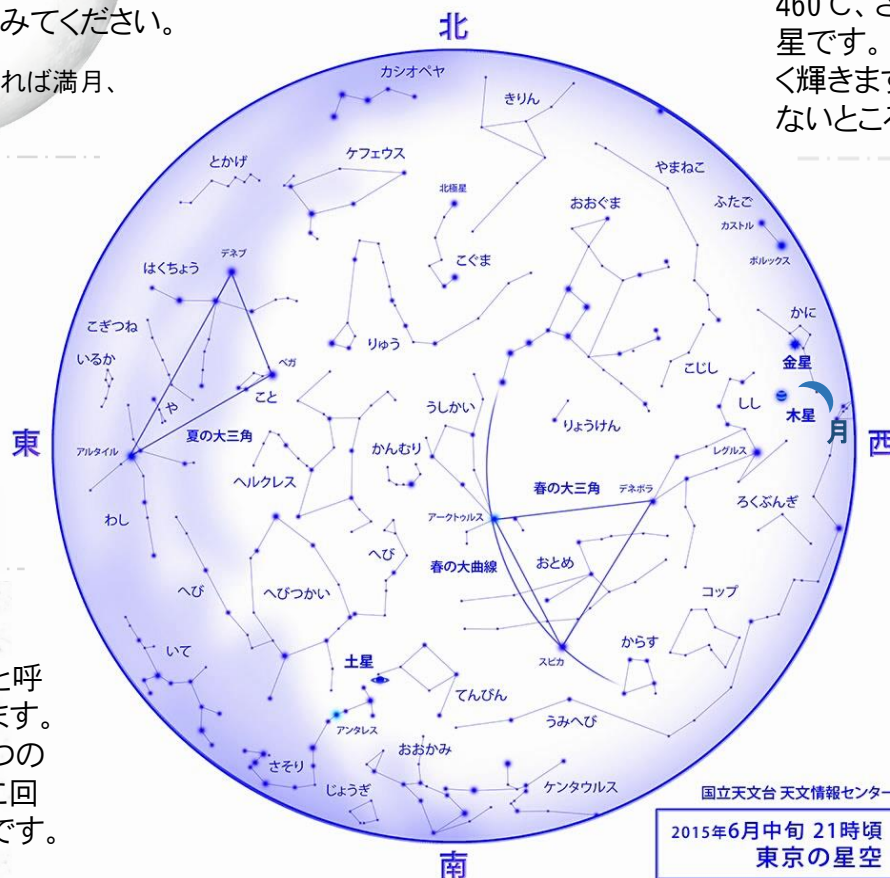 みてください。
れば満月、
460℃、さ
星です。
く輝きます
ないところ
北
カシオペヤ
きりん
とかげ
ケフェウス
やまねこ
北極星
おおぐま
ふたご
カストル
ポルックス
デネブ
はくちょう
こぐま
こぎつね
かに
いるか
りゅう
金星
ベガ
こじし
こと
や
しし
木星
うしかい
りょうけん
月
東
夏の大三角
西
アルタイル
かんむり
レグルス
ヘルクレス
春の大三角
デネボラ
ろくぶんぎ
わし
アークトゥルス
へび
春の大曲線
おとめ
へび
へびつかい
コップ
からす
いて
土星
スピカ
と呼
てんびん
ます。
アンタレス
うみへび
つの
おおかみ
さそり
こ回
じょうぎ
ケンタウルス
です。
国立天文台 天文情報センター
2015年6月中旬 21時頃
東京の星空
南